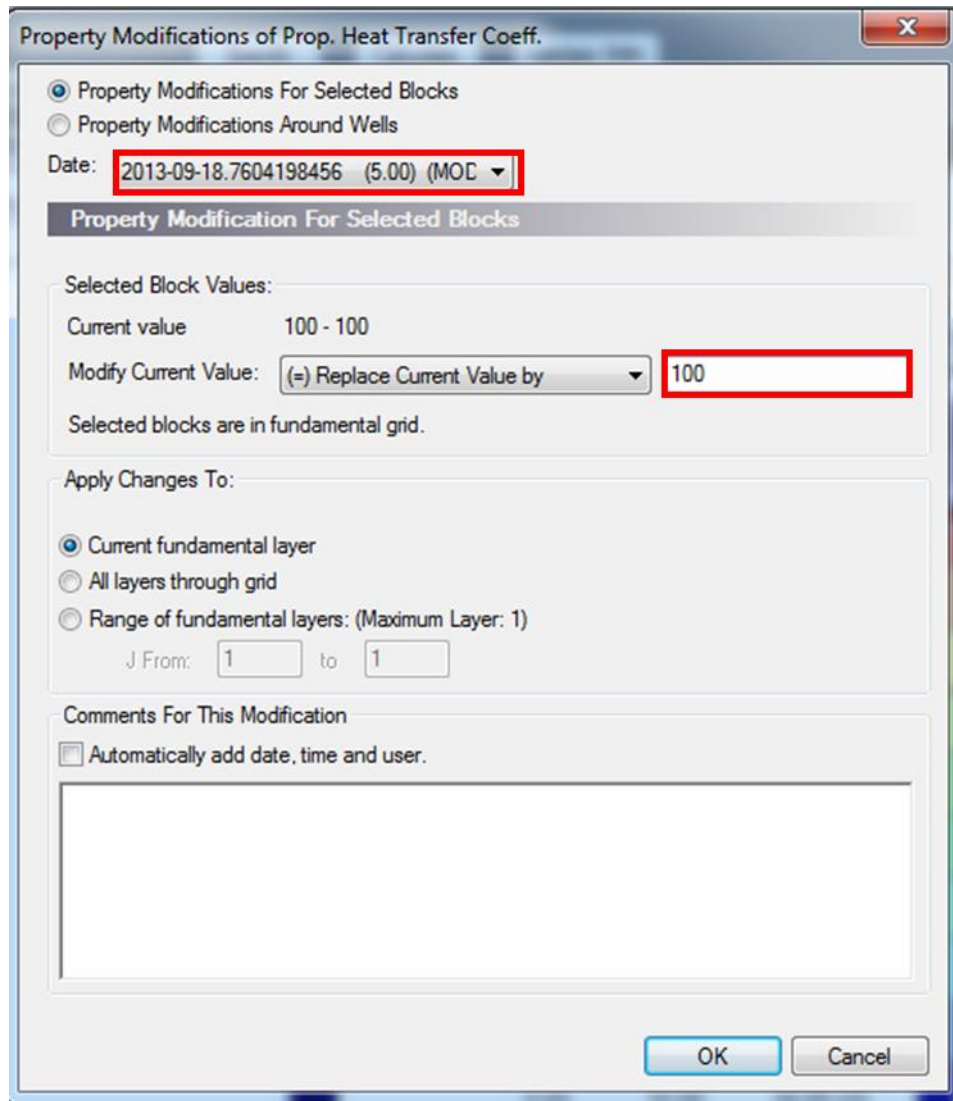 Property Modifications of Prop. Heat Transfer Coeff.
Property Modifications For Selected Blocks
Property Modifications Around Wells
Date: 2013-09-18.7604198456 (5.00) (MOD
Property Modification For Selected Blocks
Selected Block Values:
Current value 100 - 100
Modify Current Value: (=) Replace Current Value by 100
Selected blocks are in fundamental grid.
Apply Changes To:
Current fundamental layer
All layers through grid
Range of fundamental layers: (Maximum Layer: 1)
J From: 1 to 1
Comments For This Modification
Automatically add date, time and user.
OK Cancel